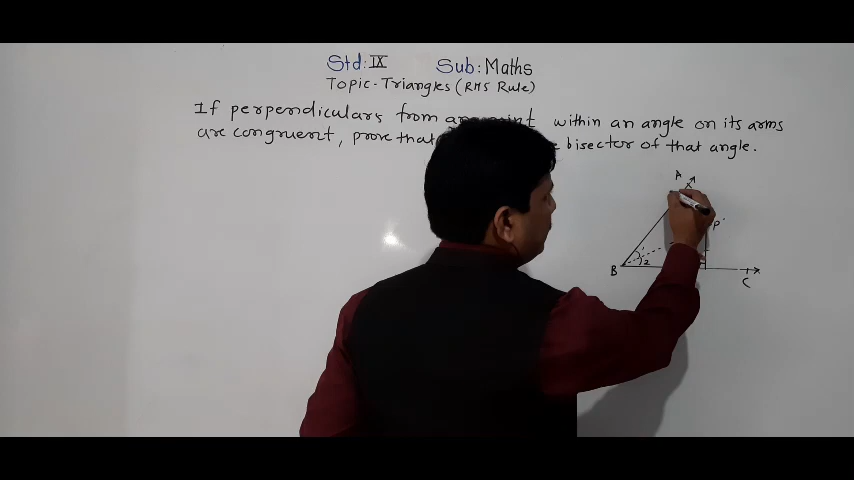 Std: IX Sub: Maths
Topic-Triangles (RHS Rule)
If perpendiculars from any point within an angle on its arms
are congruent, prove that bisector of that angle.
A
P
1
2
B
C